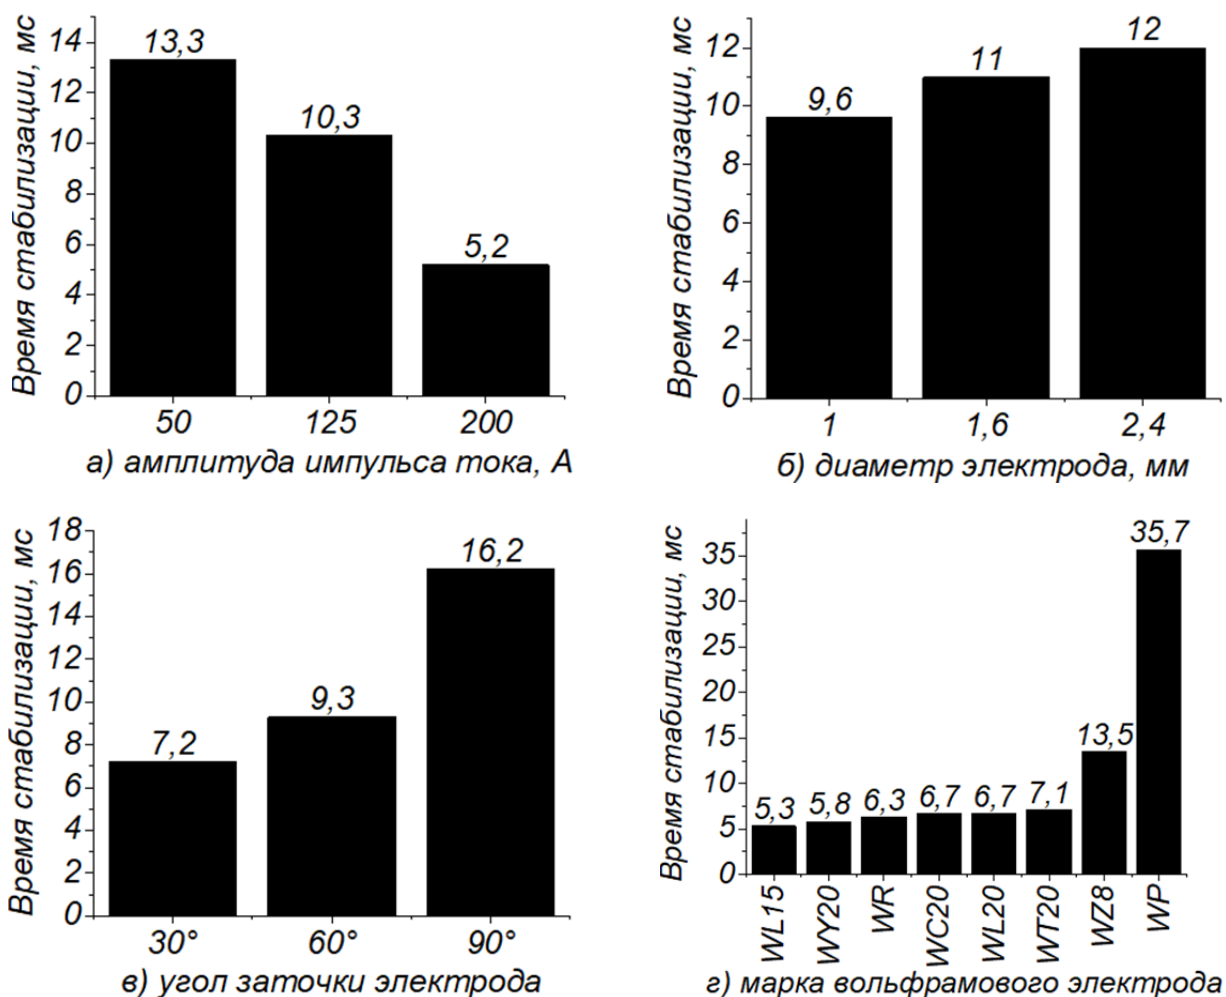 Время стабилизации, мс
14
12
10
8
6
4
2
0
13,3
10,3
5,2
50 125 200
а) амплитуда импульса тока, А
Время стабилизации, мс
12
10
8
6
4
2
0
9,6
11
12
1 1,6 2,4
б) диаметр электрода, мм
Время стабилизации, мс
18
16
14
12
10
8
6
4
2
0
7,2
9,3
16,2
30° 60° 90°
в) угол заточки электрода
Время стабилизации, мс
35
30
25
20
15
10
5
0
5,3
5,8
6,3
6,7
6,7
7,1
13,5
35,7
WL15
WY20
WR
WC20
WL20
WT20
WZ8
WP
г) марка вольфрамового электрода